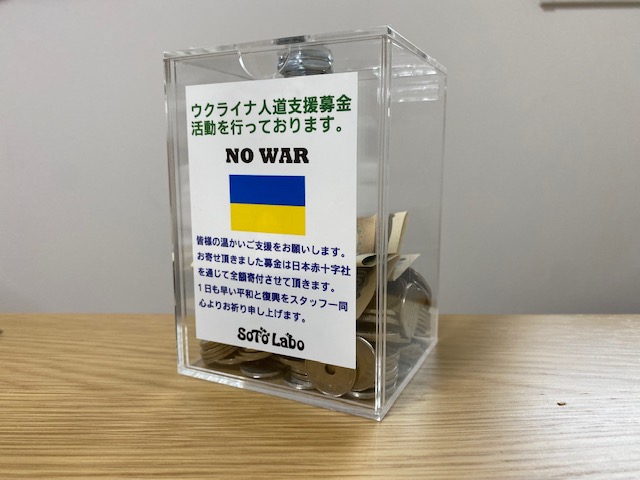 ウクライナ人道支援募金
活動を行っております。
NO WAR
皆様の温かいご支援をお願いします。
お寄せ頂きました募金は日本赤十字社
を通じて全額寄付させて頂きます。
１日も早い平和と復興をスタッフ一同
心よりお祈り申し上げます。
SoTo Labo